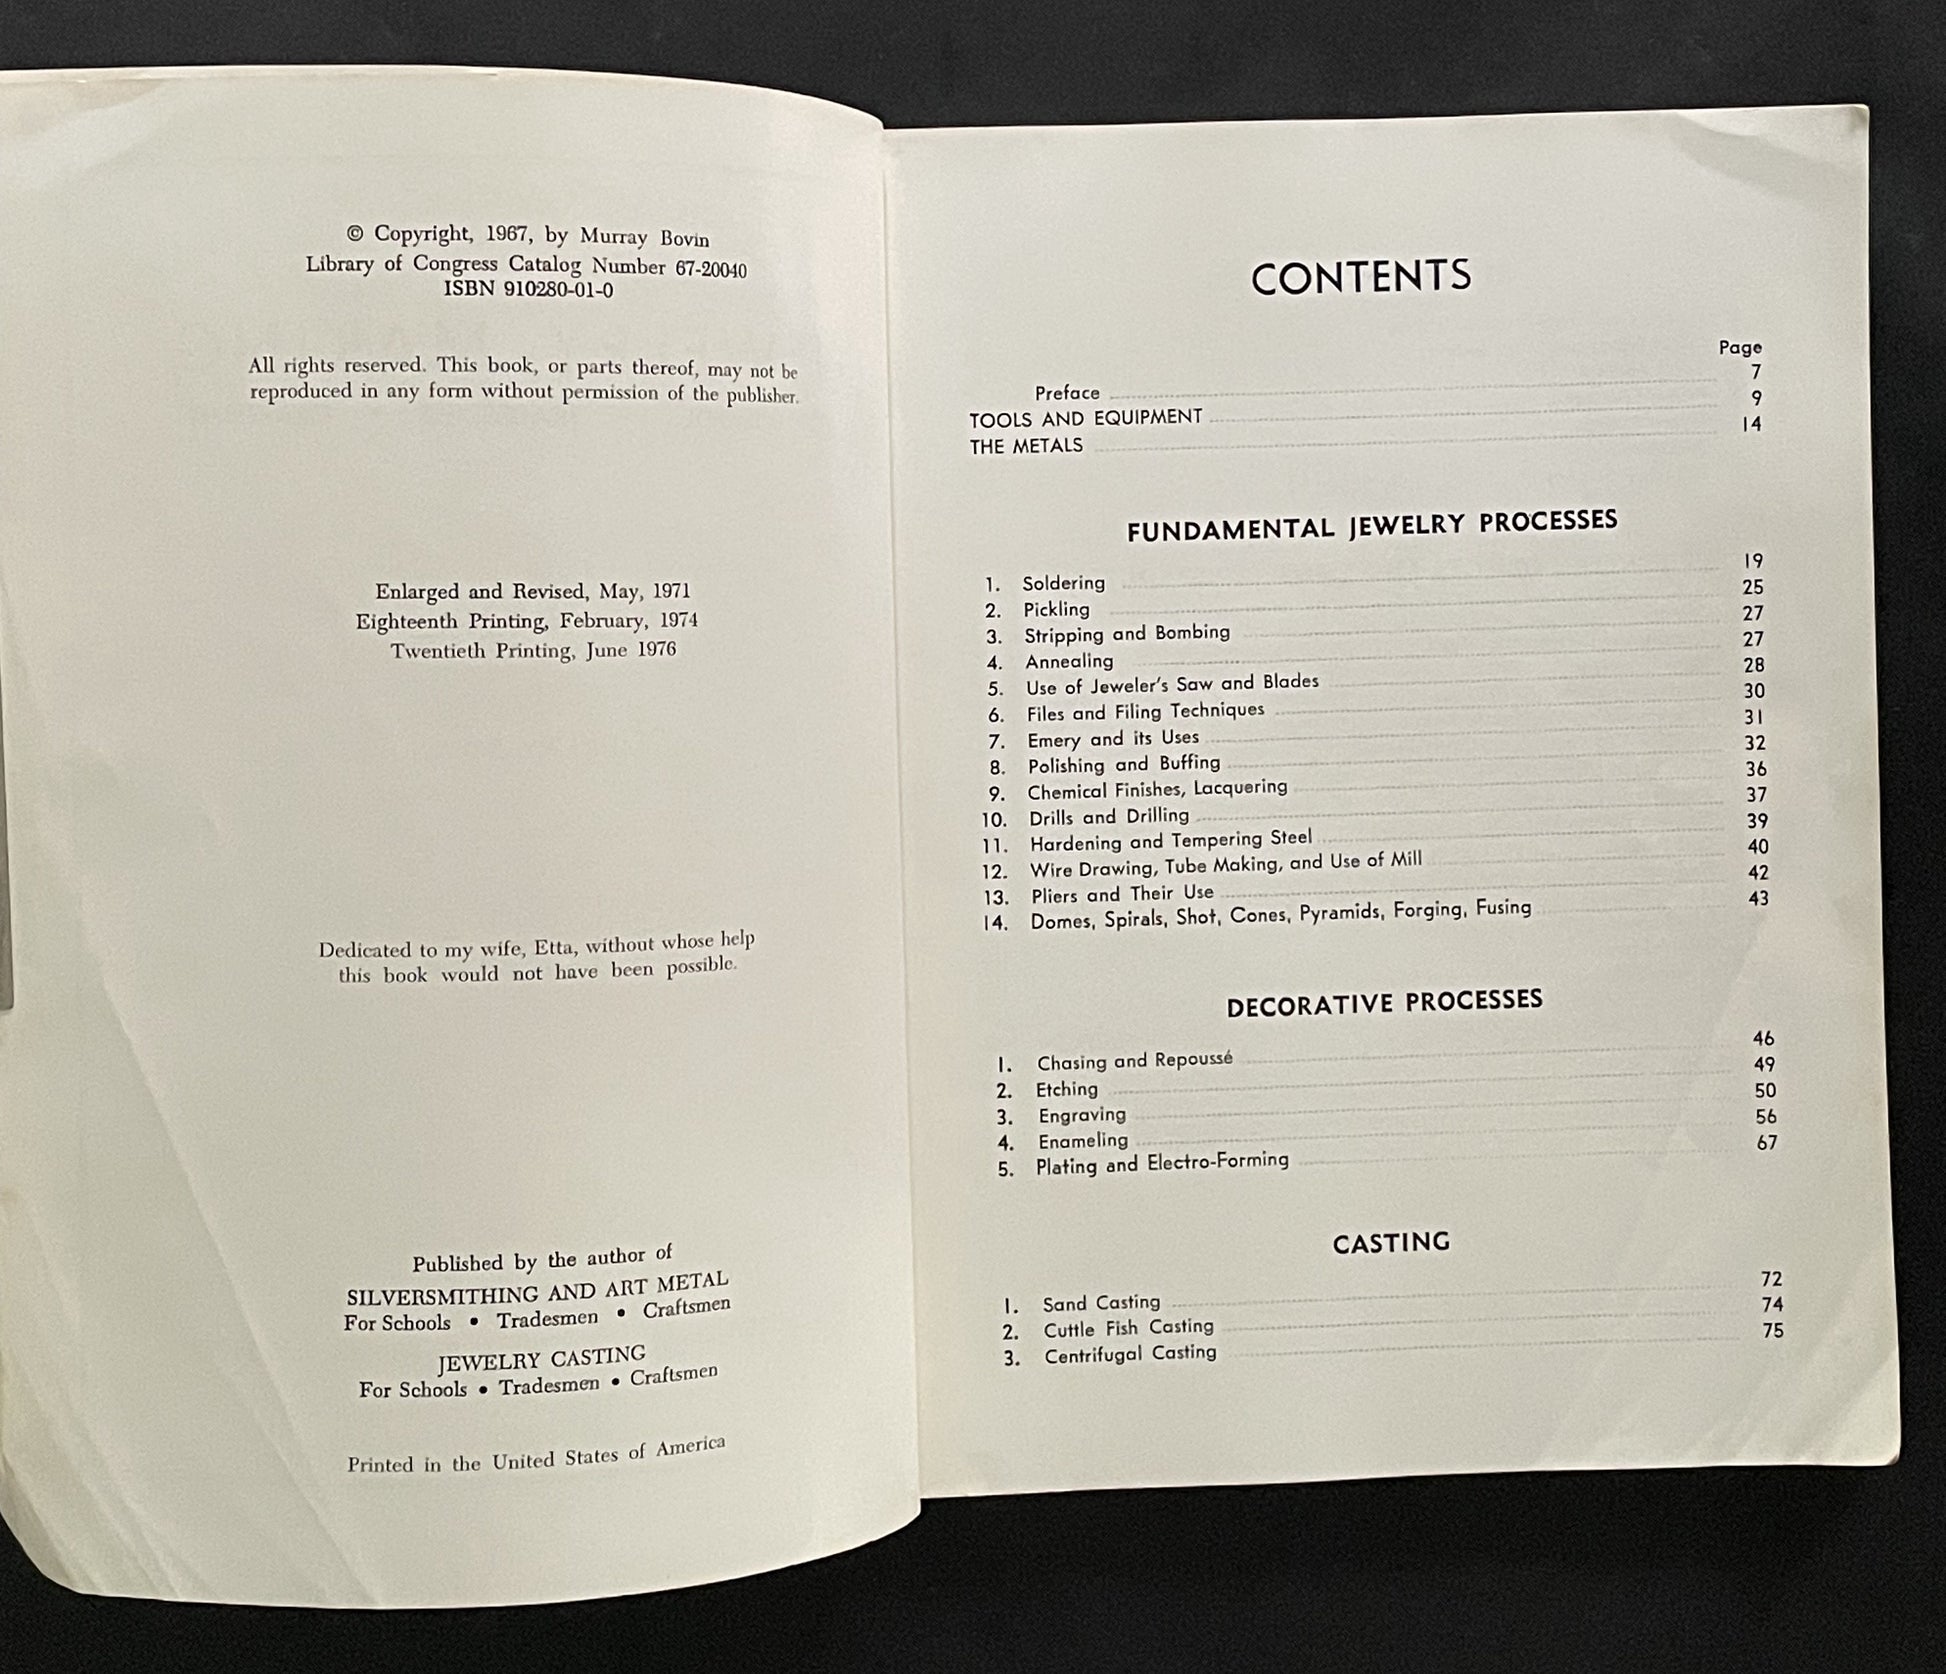 © Copyright, 1967, by Murray Bovin
Library of Congress Catalog Number 67-20040
ISBN 910280-01-0
All rights reserved. This book, or parts thereof, may not be
reproduced in any form without permission of the publisher.
Enlarged and Revised, May, 1971
Eighteenth Printing, February, 1974
Twentieth Printing, June 1976
Dedicated to my wife, Etta, without whose help
this book would not have been possible.
Published by the author of
SILVERSMITHING AND ART METAL
For Schools • Tradesmen • Craftsmen
JEWELRY CASTING
For Schools • Tradesmen • Craftsmen
Printed in the United States of America
CONTENTS
Page
Preface 7
TOOLS AND EQUIPMENT 9
THE METALS 14
FUNDAMENTAL JEWELRY PROCESSES
1. Soldering 19
2. Pickling 25
3. Stripping and Bombing 27
4. Annealing 27
5. Use of Jeweler's Saw and Blades 28
6. Files and Filing Techniques 30
7. Emery and its Uses 31
8. Polishing and Buffing 32
9. Chemical Finishes, Lacquering 36
10. Drills and Drilling 37
11. Hardening and Tempering Steel 39
12. Wire Drawing, Tube Making, and Use of Mill 40
13. Pliers and Their Use 42
14. Domes, Spirals, Shot, Cones, Pyramids, Forging, Fusing 43
DECORATIVE PROCESSES
1. Chasing and Repoussé 46
2. Etching 49
3. Engraving 50
4. Enameling 56
5. Plating and Electro-Forming 67
CASTING
1. Sand Casting 72
2. Cuttle Fish Casting 74
3. Centrifugal Casting 75